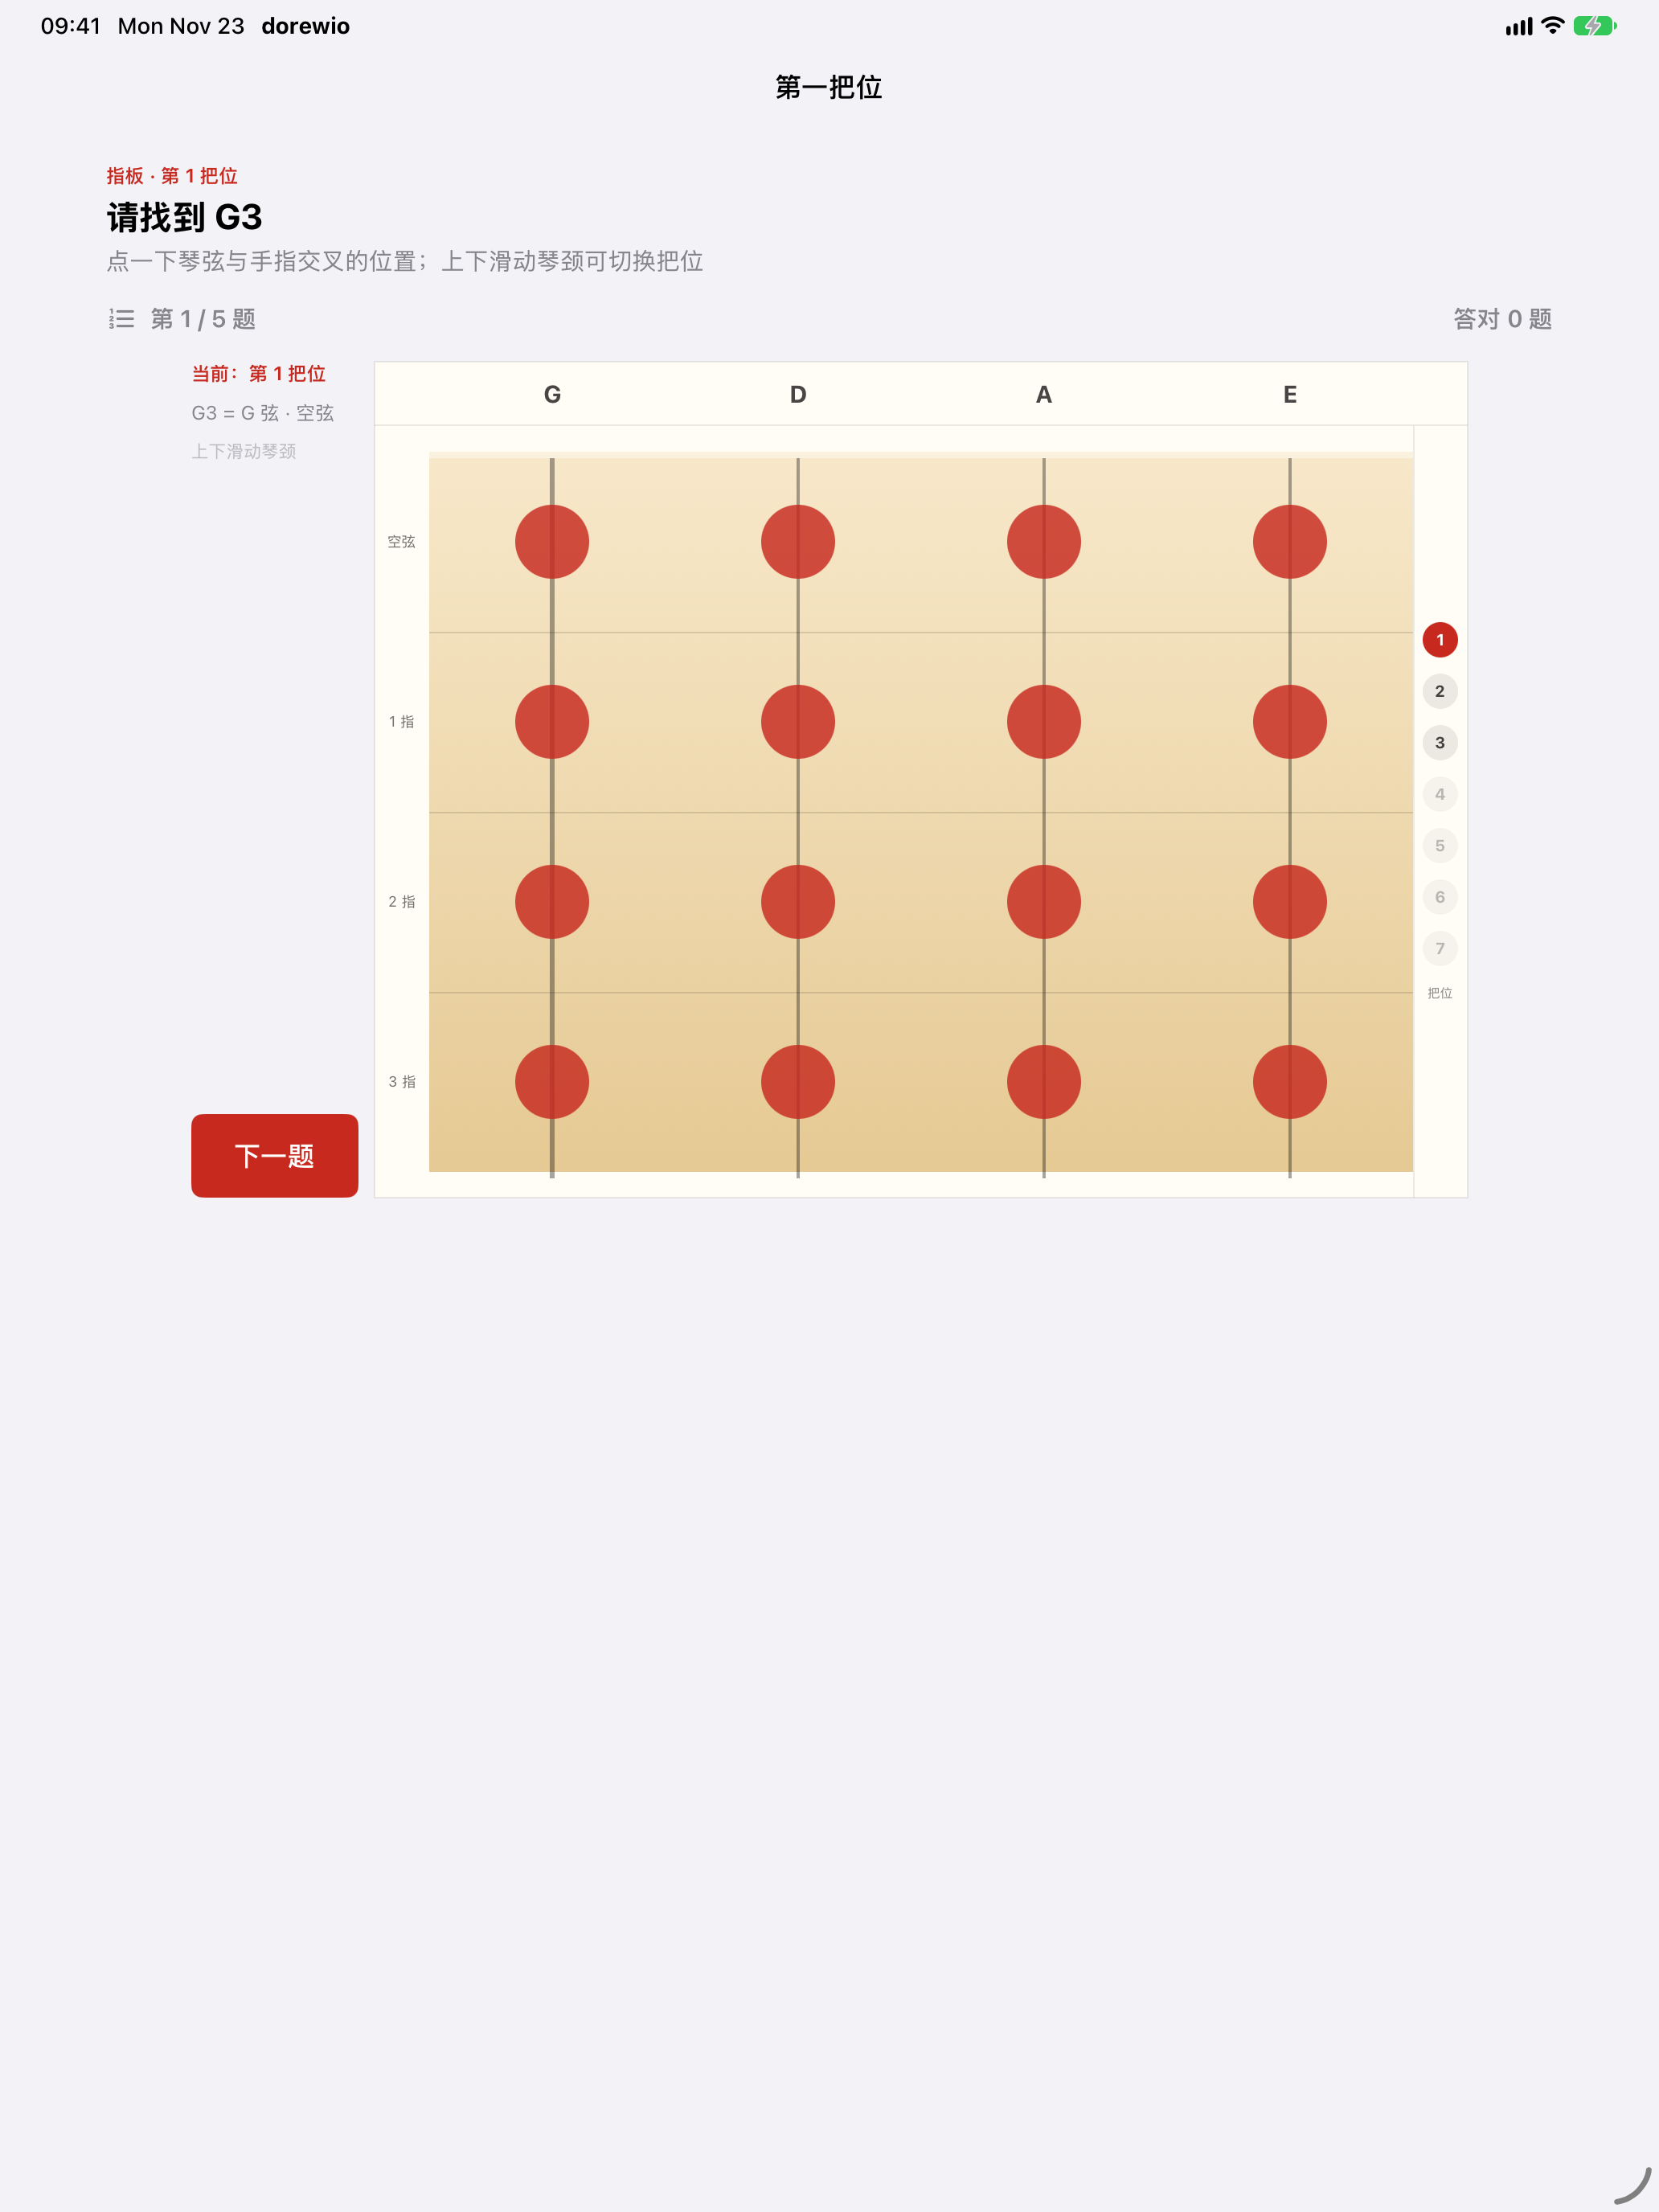 09:41 Mon Nov 23 dorewio
第一把位
指板 · 第 1 把位
请找到 G3
点一下琴弦与手指交叉的位置；上下滑动琴颈可切换把位
第 1 / 5 题
答对 0 题
当前：第 1 把位
G3 = G 弦 · 空弦
上下滑动琴颈
G D A E
空弦
1 指
2 指
3 指
1
2
3
4
5
6
7
把位
下一题